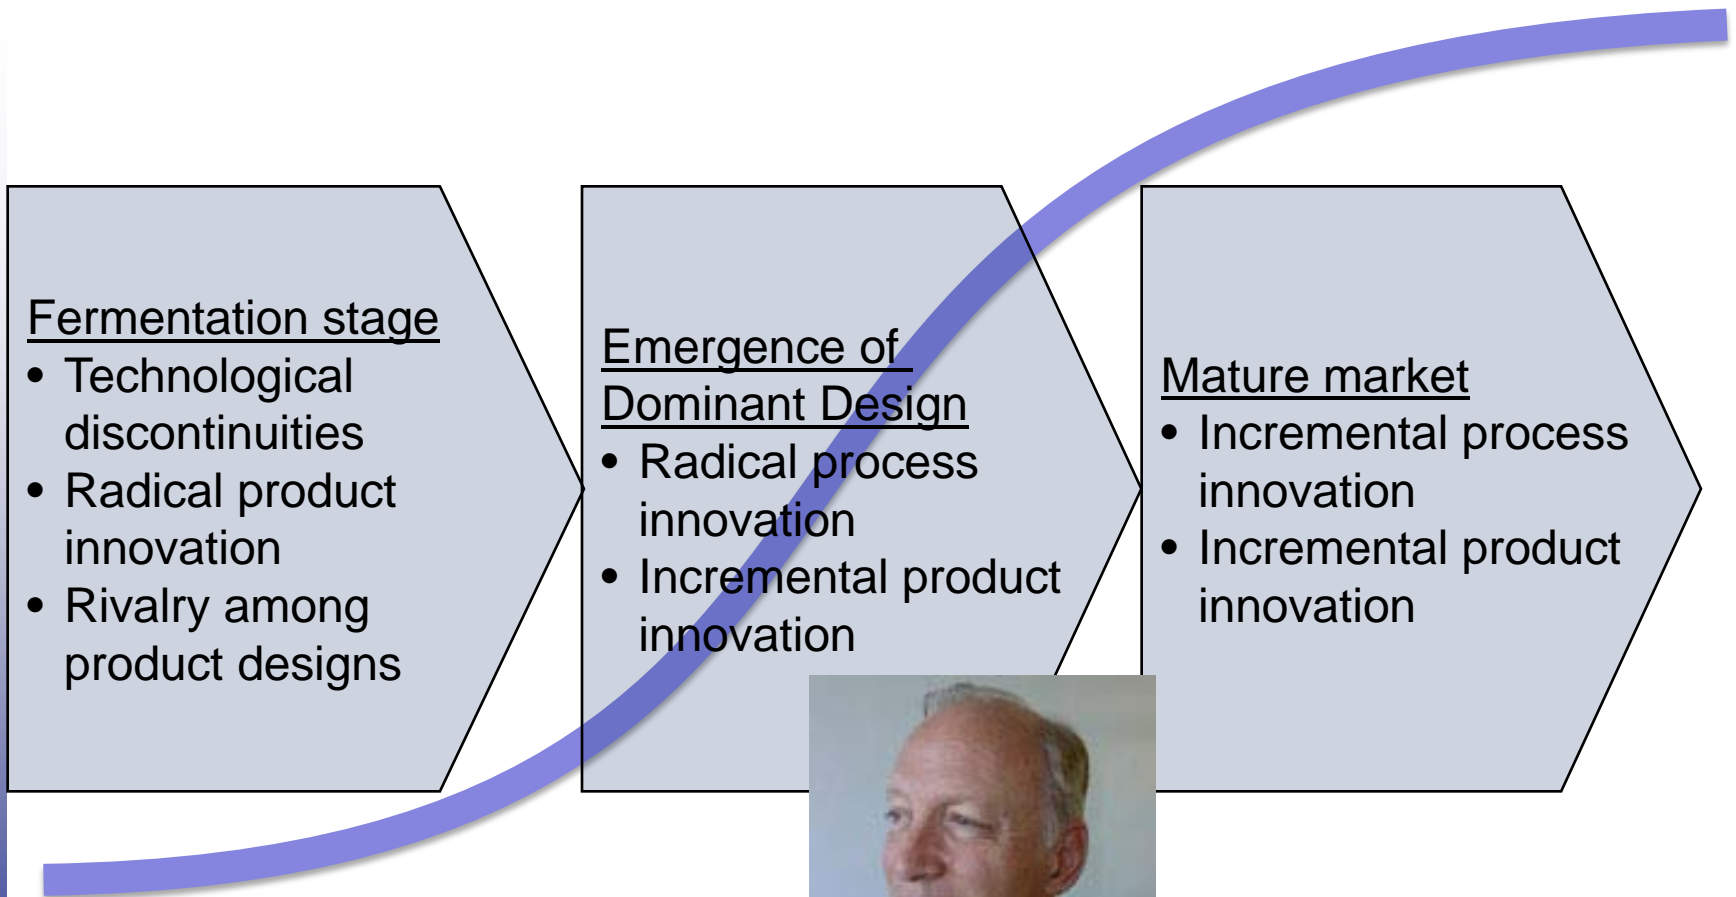 Fermentation stage
• Technological
discontinuities
• Radical product
innovation
• Rivalry among
product designs
Emergence of
Dominant Design
• Radical process
innovation
• Incremental product
innovation
Mature market
• Incremental process
innovation
• Incremental product
innovation